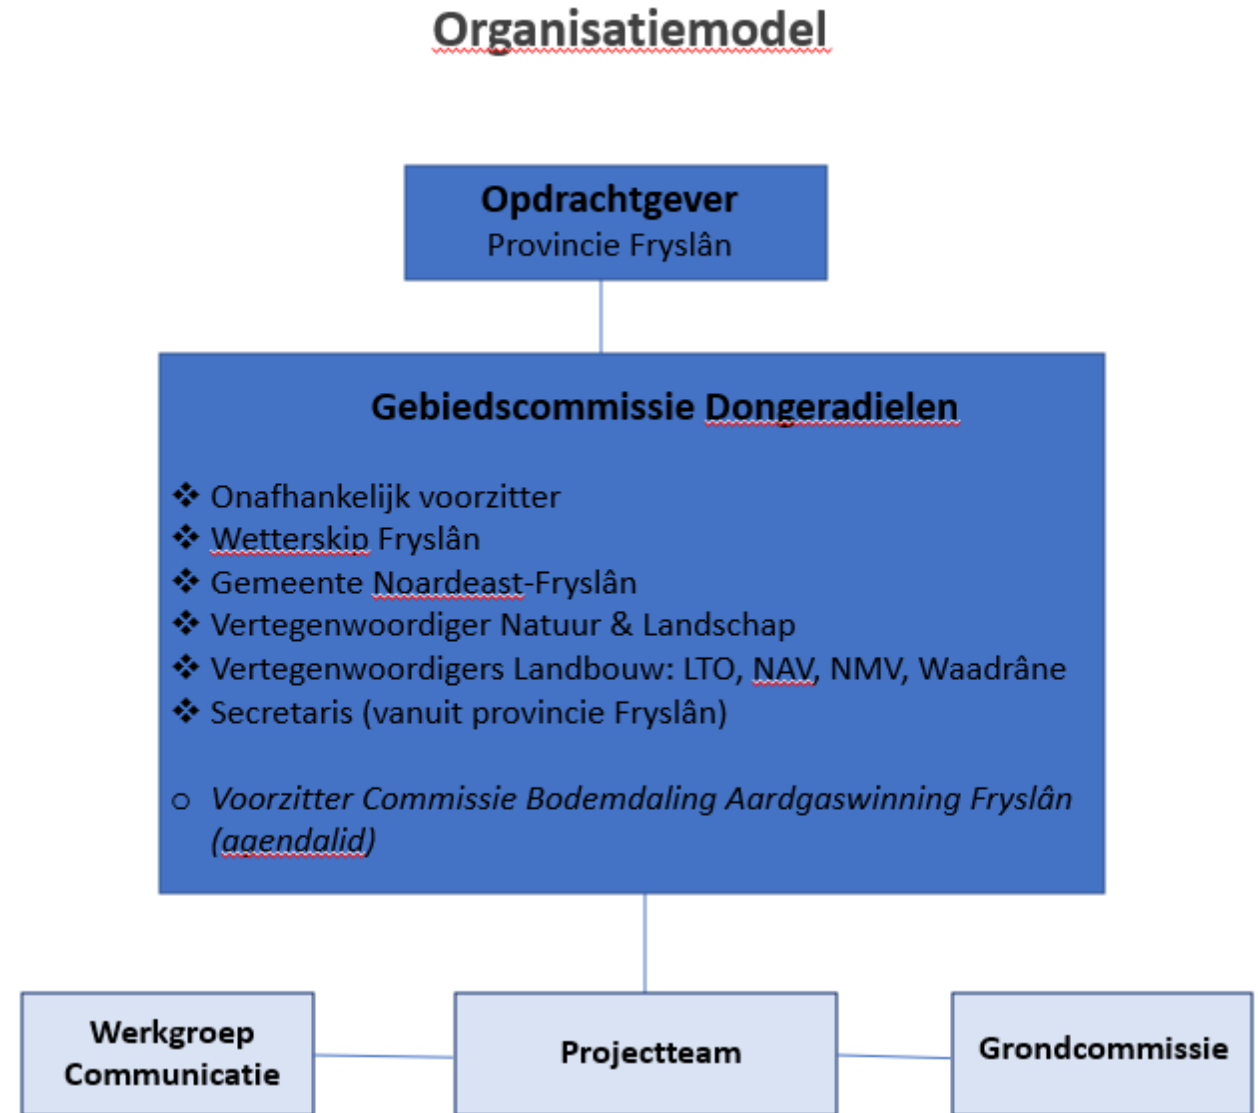 Organisatiemodel
Opdrachtgever
Provincie Fryslân
Gebiedscommissie Dongeradielen
❖ Onafhankelijk voorzitter
❖ Wetterskip Fryslân
❖ Gemeente Noardeast-Fryslân
❖ Vertegenwoordiger Natuur & Landschap
❖ Vertegenwoordigers Landbouw: LTO, NAV, NMV, Waadrâne
❖ Secretaris (vanuit provincie Fryslân)
o Voorzitter Commissie Bodemdaling Aardgaswinning Fryslân
(agendalid)
Werkgroep
Communicatie
Projectteam
Grondcommissie